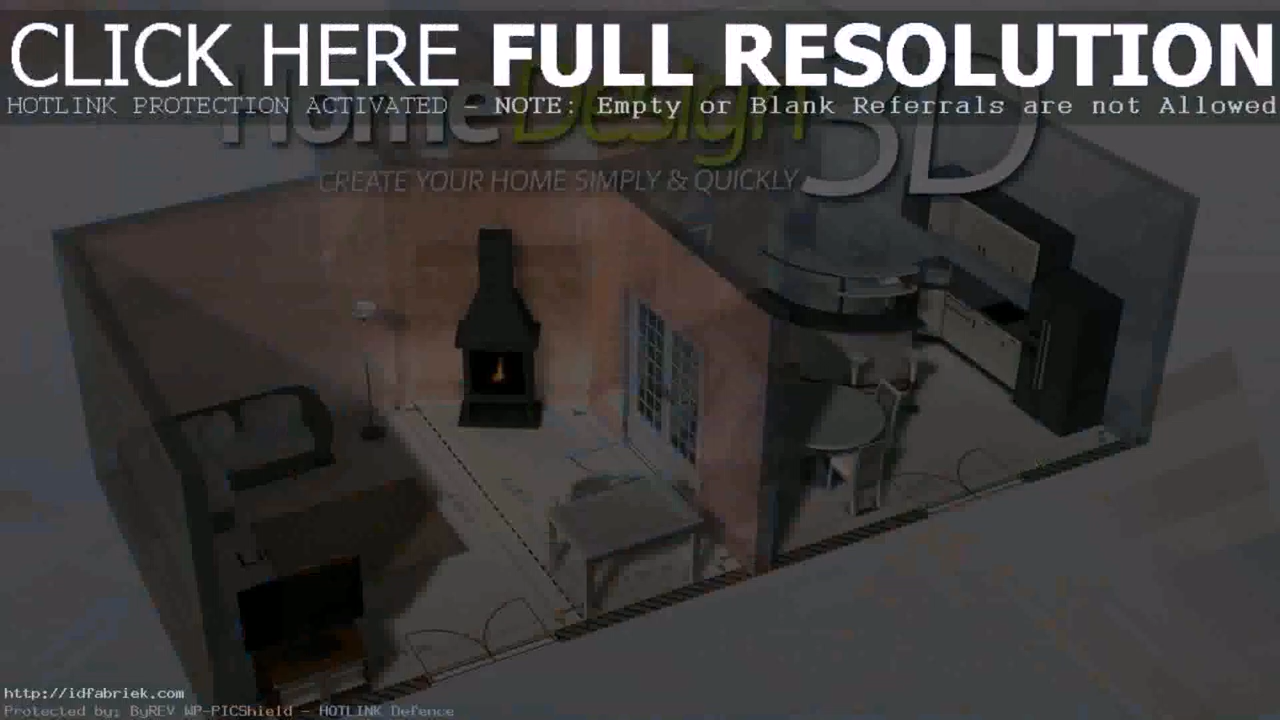 CLICK HERE FULL RESOLUTION
HOTLINK PROTECTION ACTIVATED - NOTE: Empty or Blank Referrals are not Allowed
HomeDesign 3D
CREATE YOUR HOME SIMPLY & QUICKLY
http://idfabriek.com
Protected by; ByREV WP-PICShield - HOTLINK Defence